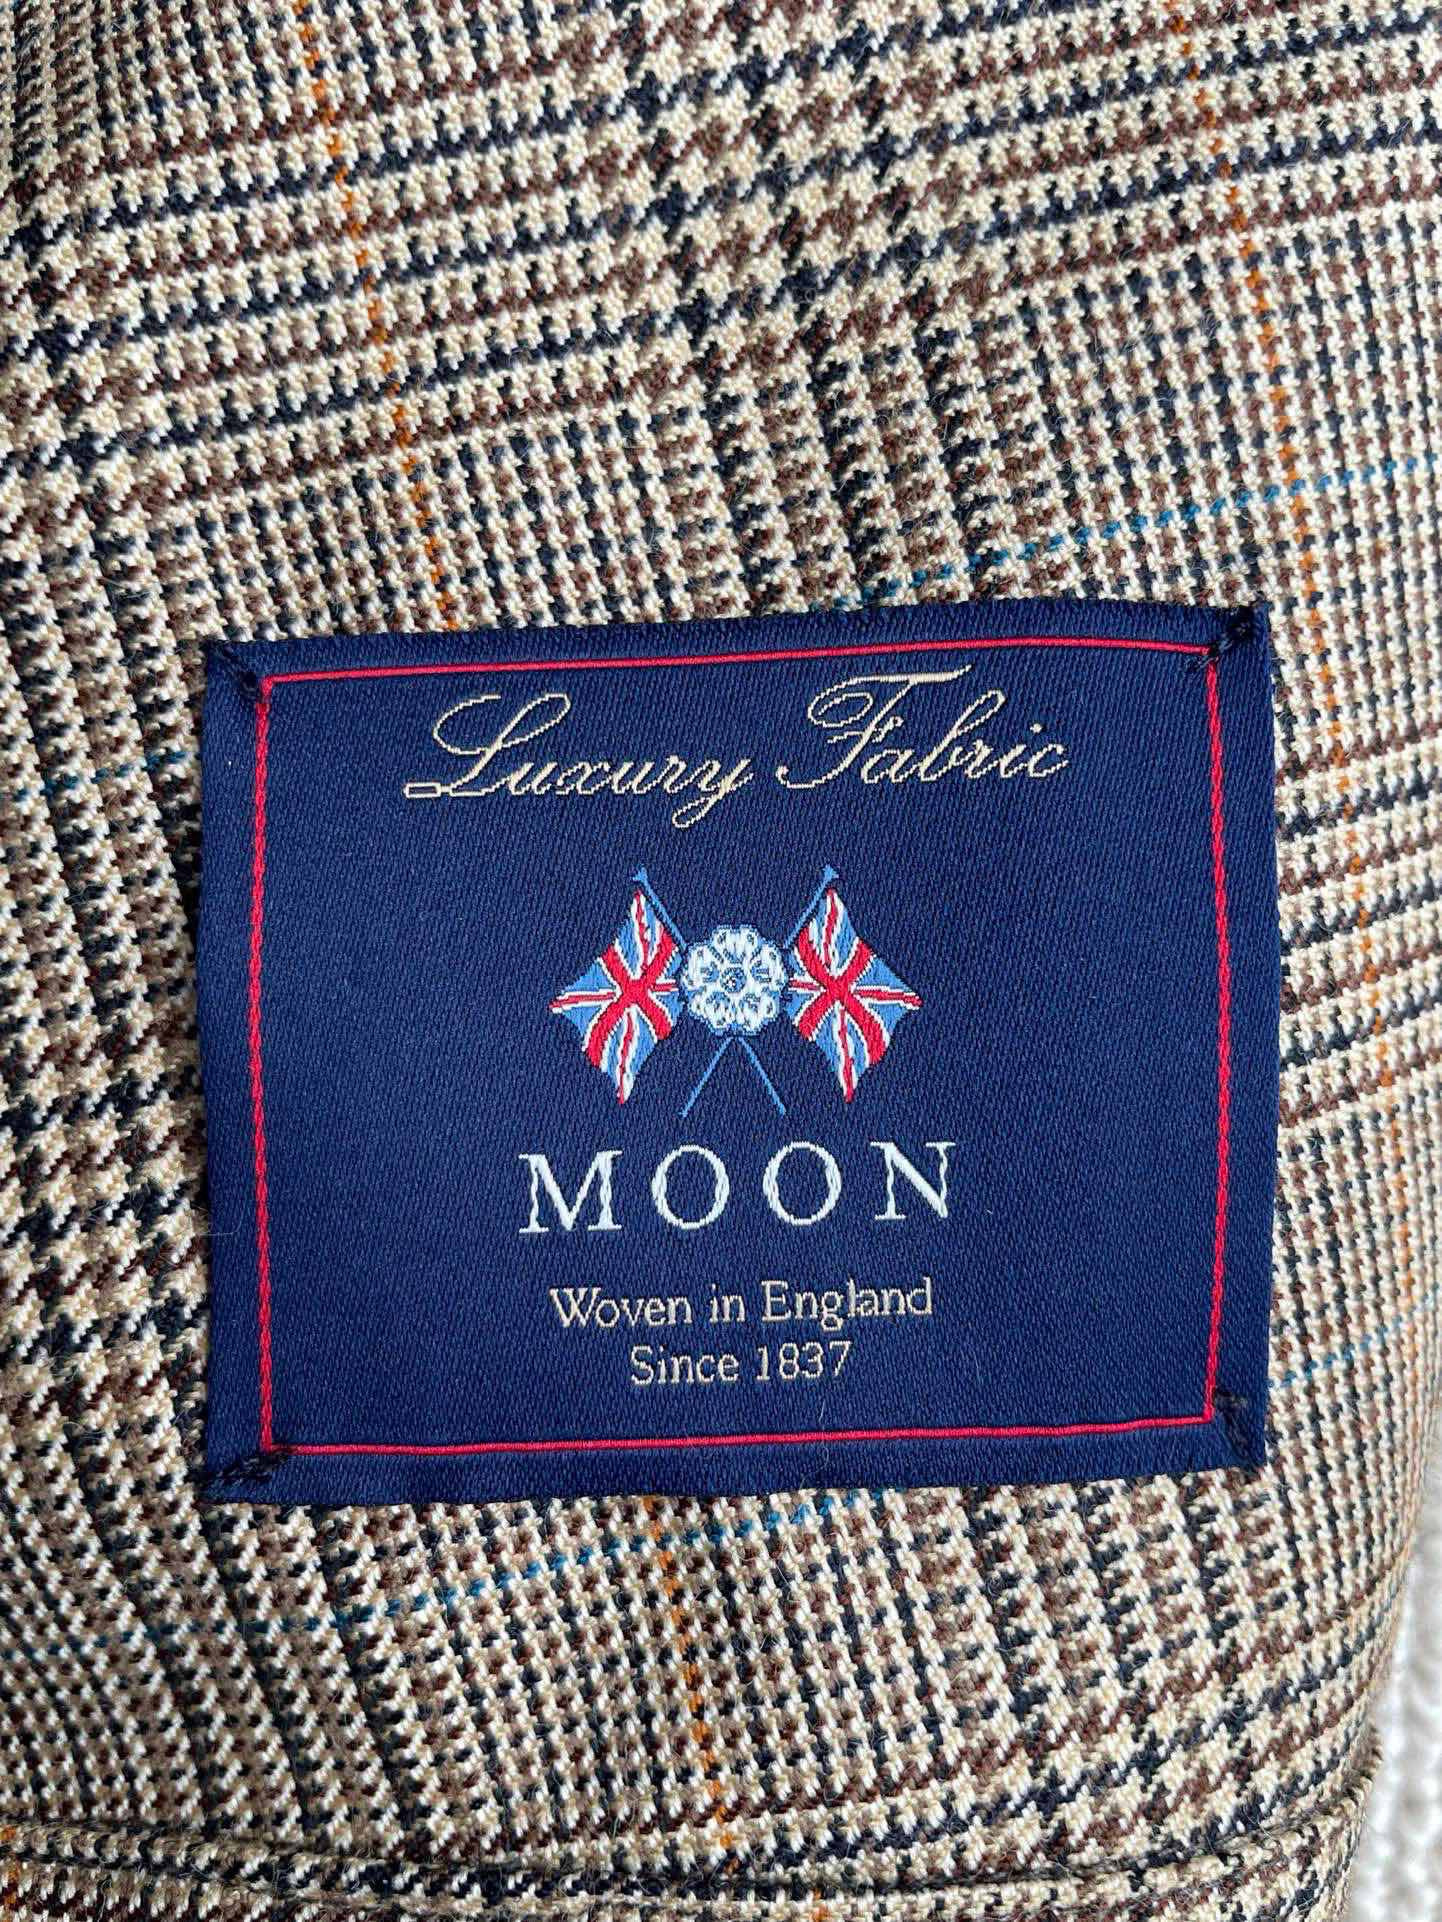 Luxury Fabric
MOON
Woven in England
Since 1837